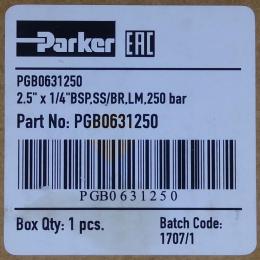 Parker EAC
PGB0631250
2.5" x 1/4"BSP,SS/BR,LM,250 bar
Part No: PGB0631250
PGB0631250
Box Qty: 1 pcs.
Batch Code:
1707/1